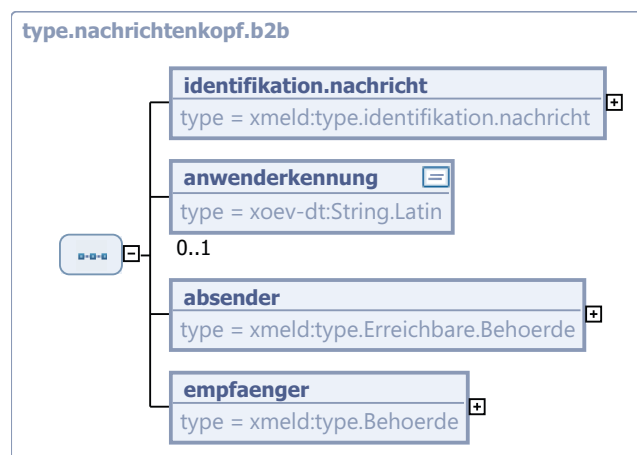 type.nachrichtenkopf.b2b
identifikation.nachricht
type = xmeld:type.identifikation.nachricht
anwenderkennung
type = xoev-dt:String.Latin
0..1
absender
type = xmeld:type.Erreichbare.Behoerde
empfaenger
type = xmeld:type.Behoerde